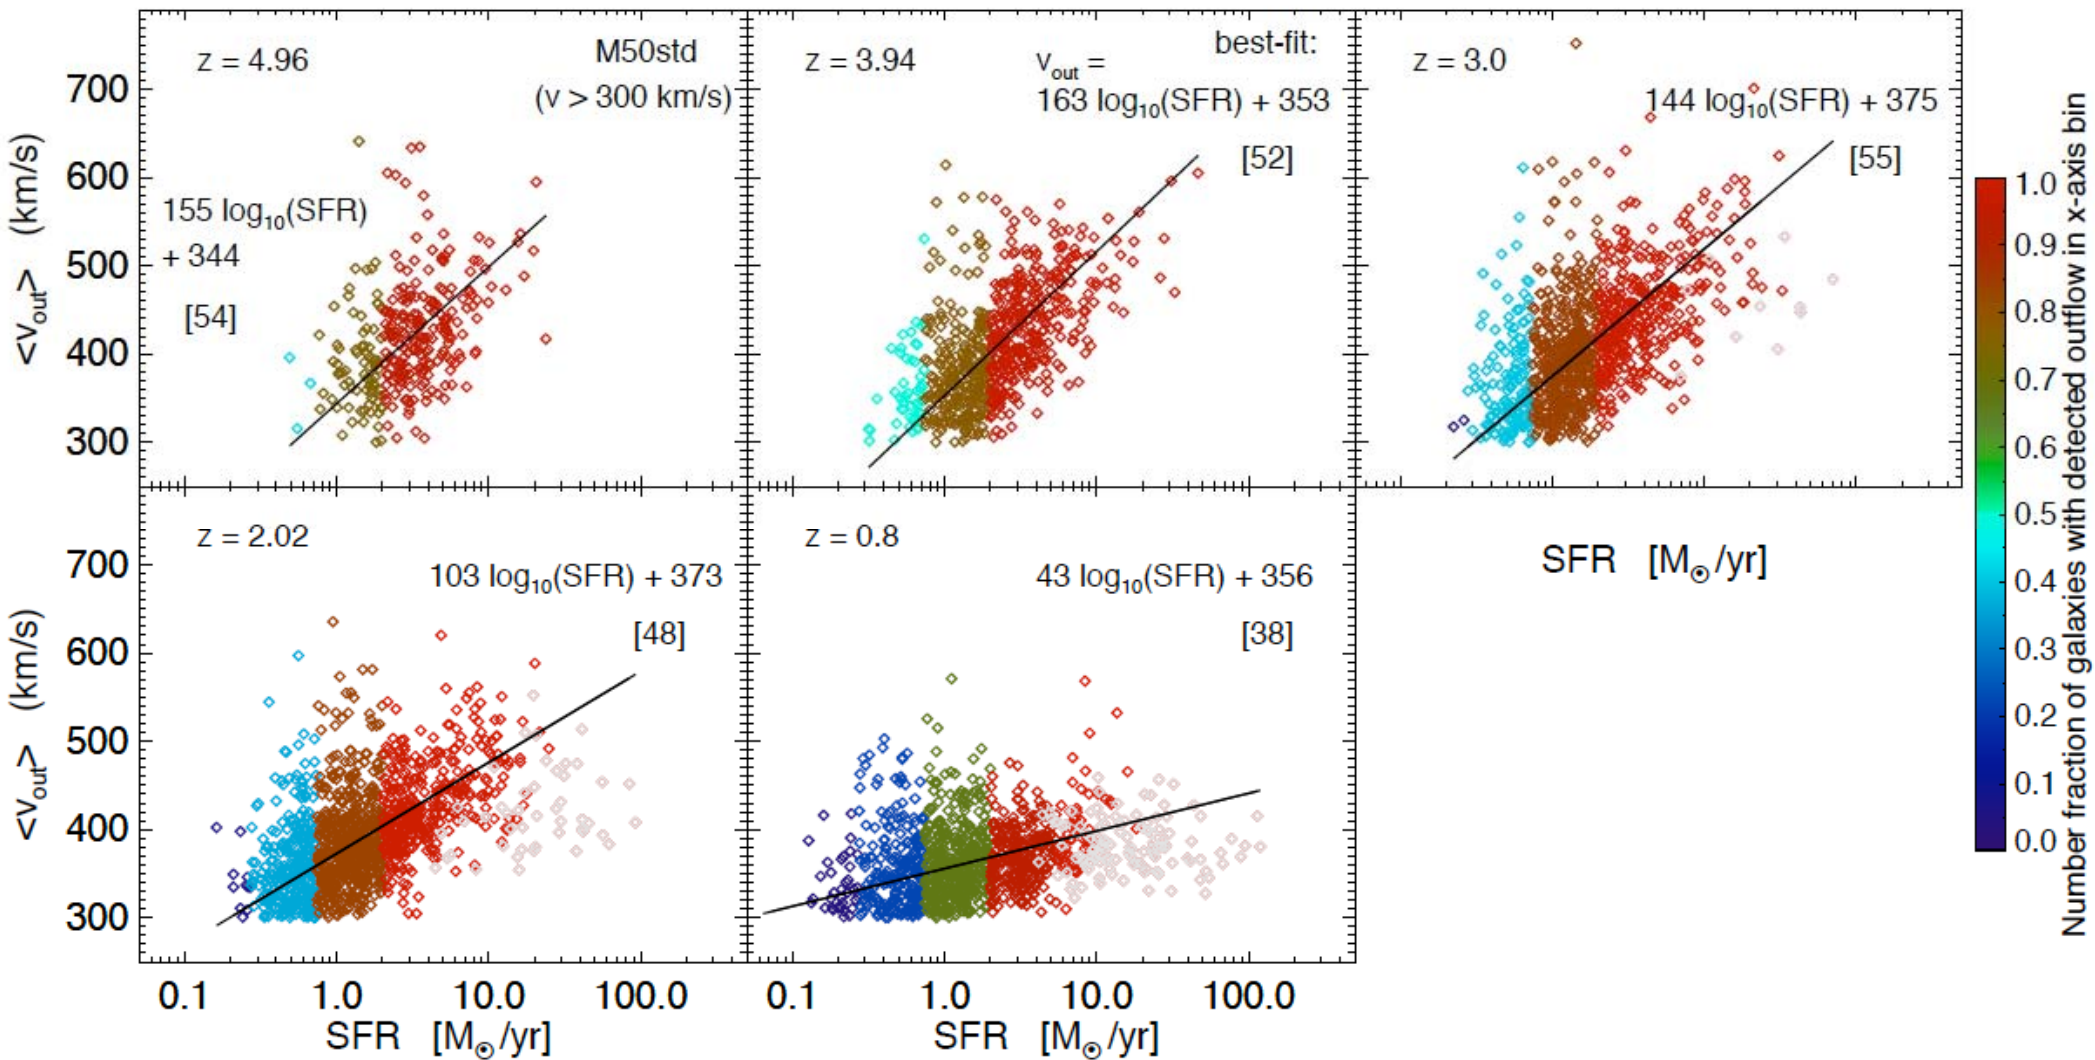 z = 4.96
M50std
(v > 300 km/s)
155 log₁₀(SFR)
+ 344
[54]
z = 3.94
best-fit:
v_out =
163 log₁₀(SFR) + 353
[52]
z = 3.0
144 log₁₀(SFR) + 375
[55]
<v_out> (km/s)
700
600
500
400
300
z = 2.02
103 log₁₀(SFR) + 373
[48]
z = 0.8
43 log₁₀(SFR) + 356
[38]
<v_out> (km/s)
700
600
500
400
300
0.1 1.0 10.0 100.0
SFR [M⊙/yr]
0.1 1.0 10.0 100.0
SFR [M⊙/yr]
SFR [M⊙/yr]
1.0
0.9
0.8
0.7
0.6
0.5
0.4
0.3
0.2
0.1
0.0
Number fraction of galaxies with detected outflow in x-axis bin